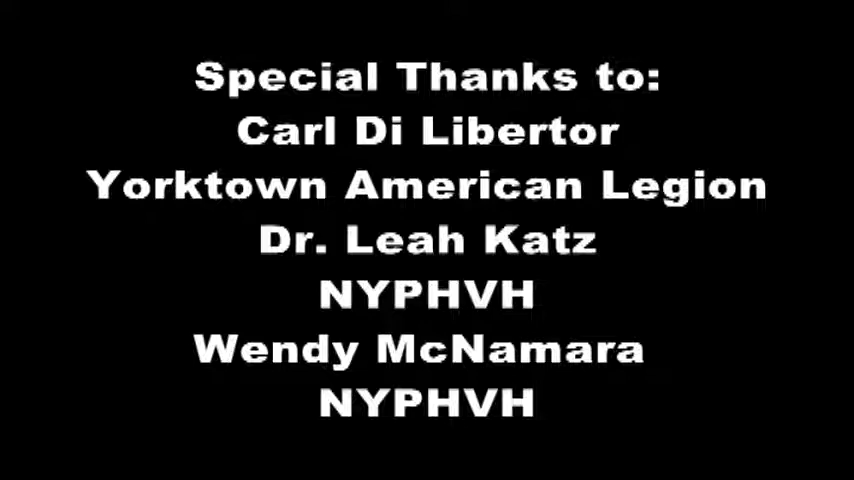 Special Thanks to:
Carl Di Libertor
Yorktown American Legion
Dr. Leah Katz
NYPHVH
Wendy McNamara
NYPHVH